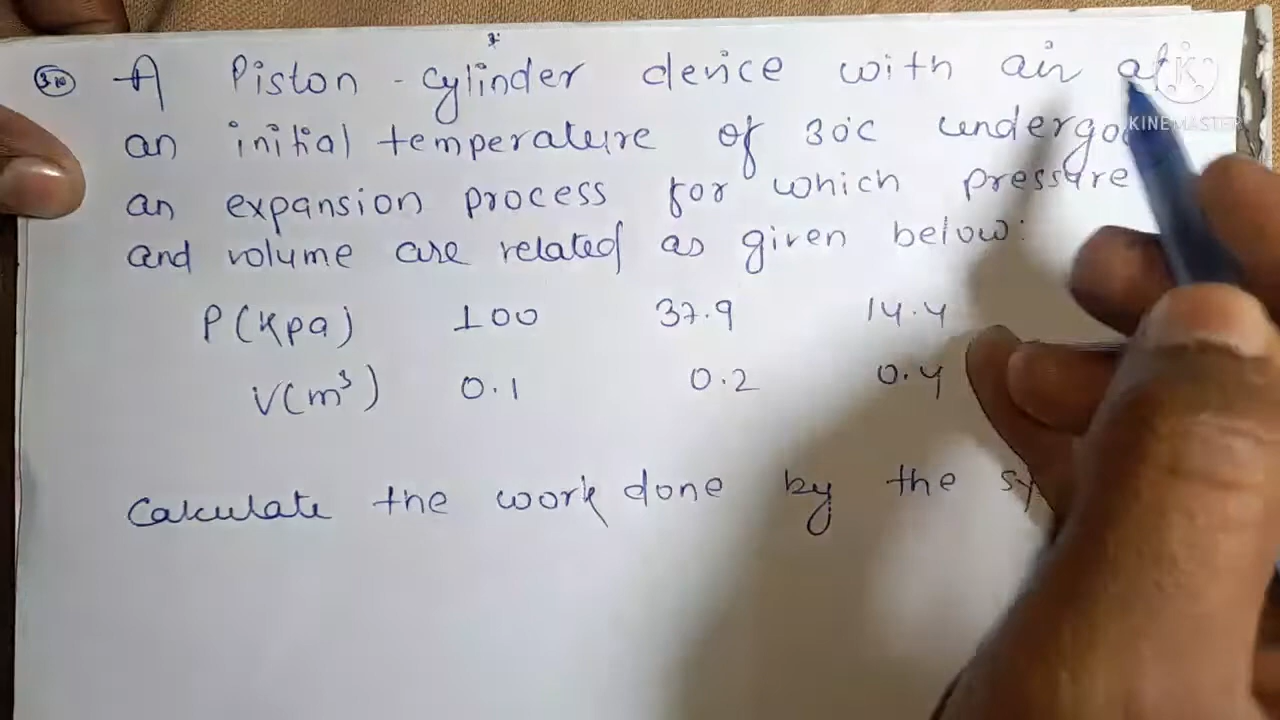 3.10 A Piston - cylinder device with air at
an initial temperature of 30°C
an expansion process for which pressure
and volume are related as given below:
P(Kpa) 100 37.9 14.4
V(m³) 0.1 0.2 0.4
Calculate the work done by the
KINEMASTER